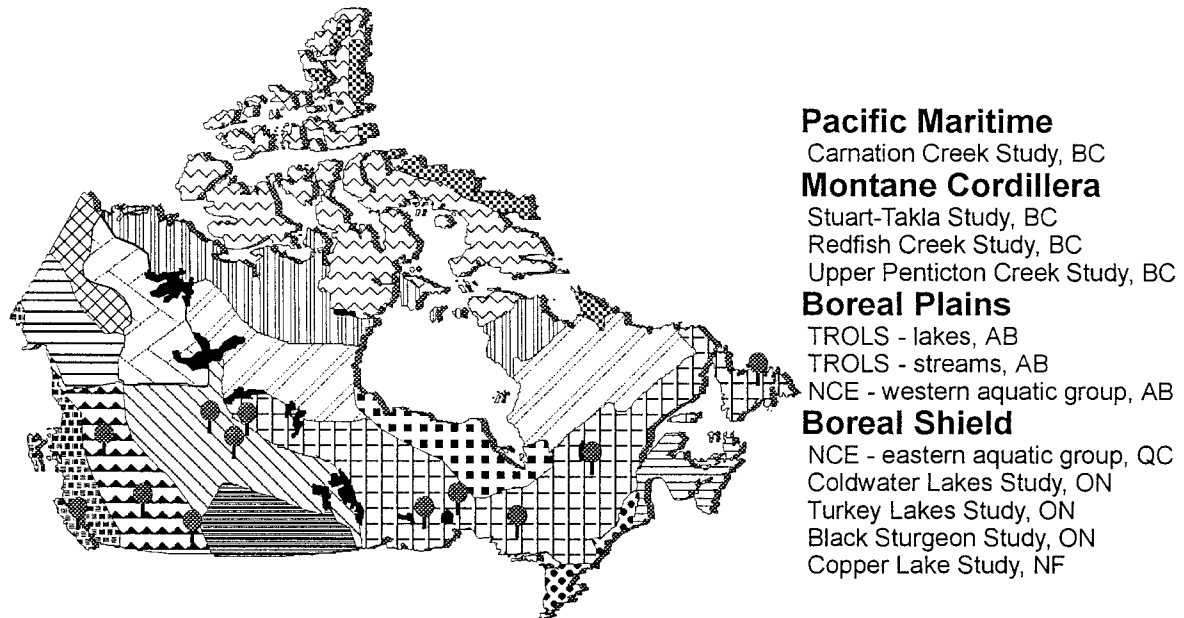 Pacific Maritime
Carnation Creek Study, BC
Montane Cordillera
Stuart-Takla Study, BC
Redfish Creek Study, BC
Upper Penticton Creek Study, BC
Boreal Plains
TROLS - lakes, AB
TROLS - streams, AB
NCE - western aquatic group, AB
Boreal Shield
NCE - eastern aquatic group, QC
Coldwater Lakes Study, ON
Turkey Lakes Study, ON
Black Sturgeon Study, ON
Copper Lake Study, NF